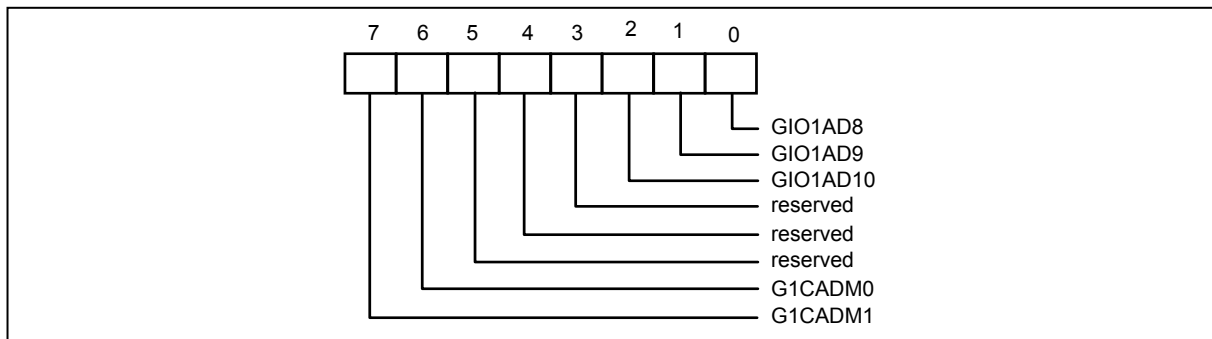 7 6 5 4 3 2 1 0
GIO1AD8
GIO1AD9
GIO1AD10
reserved
reserved
reserved
G1CADM0
G1CADM1